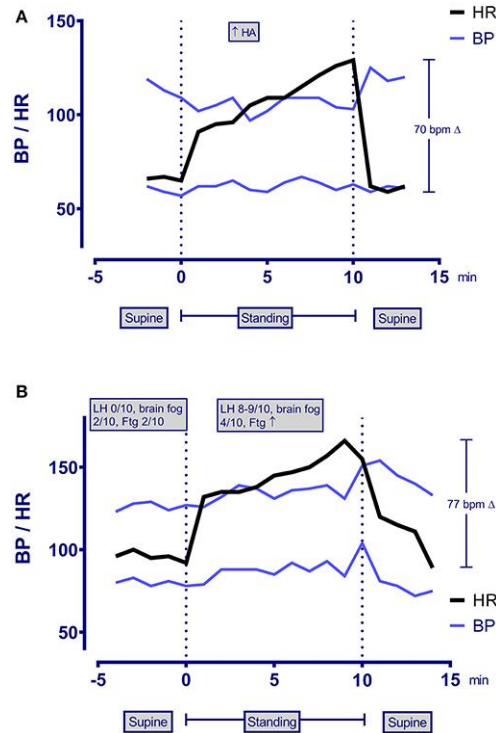 A
HR
BP
↑ HA
150
100
50
BP / HR
70 bpm Δ
-5 0 5 10 15 min
Supine Standing Supine
B
LH 0/10, brain fog
2/10, Ftg 2/10
LH 8-9/10, brain fog
4/10, Ftg ↑
150
100
50
BP / HR
77 bpm Δ
HR
BP
-5 0 5 10 15 min
Supine Standing Supine